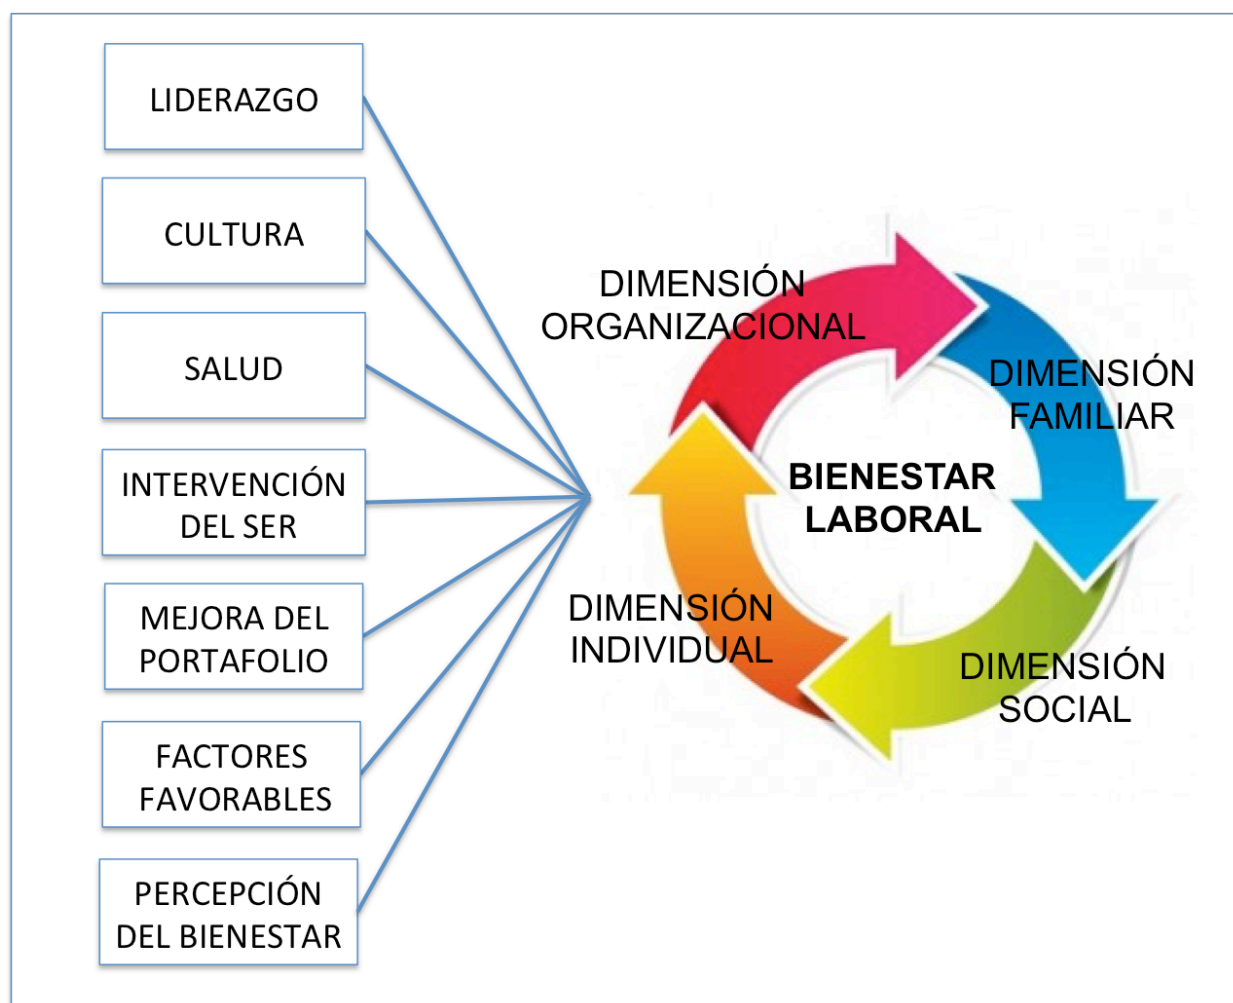 LIDERAZGO
CULTURA
SALUD
INTERVENCIÓN
DEL SER
MEJORA DEL
PORTAFOLIO
FACTORES
FAVORABLES
PERCEPCIÓN
DEL BIENESTAR
DIMENSIÓN
ORGANIZACIONAL
DIMENSIÓN
FAMILIAR
BIENESTAR
LABORAL
DIMENSIÓN
INDIVIDUAL
DIMENSIÓN
SOCIAL